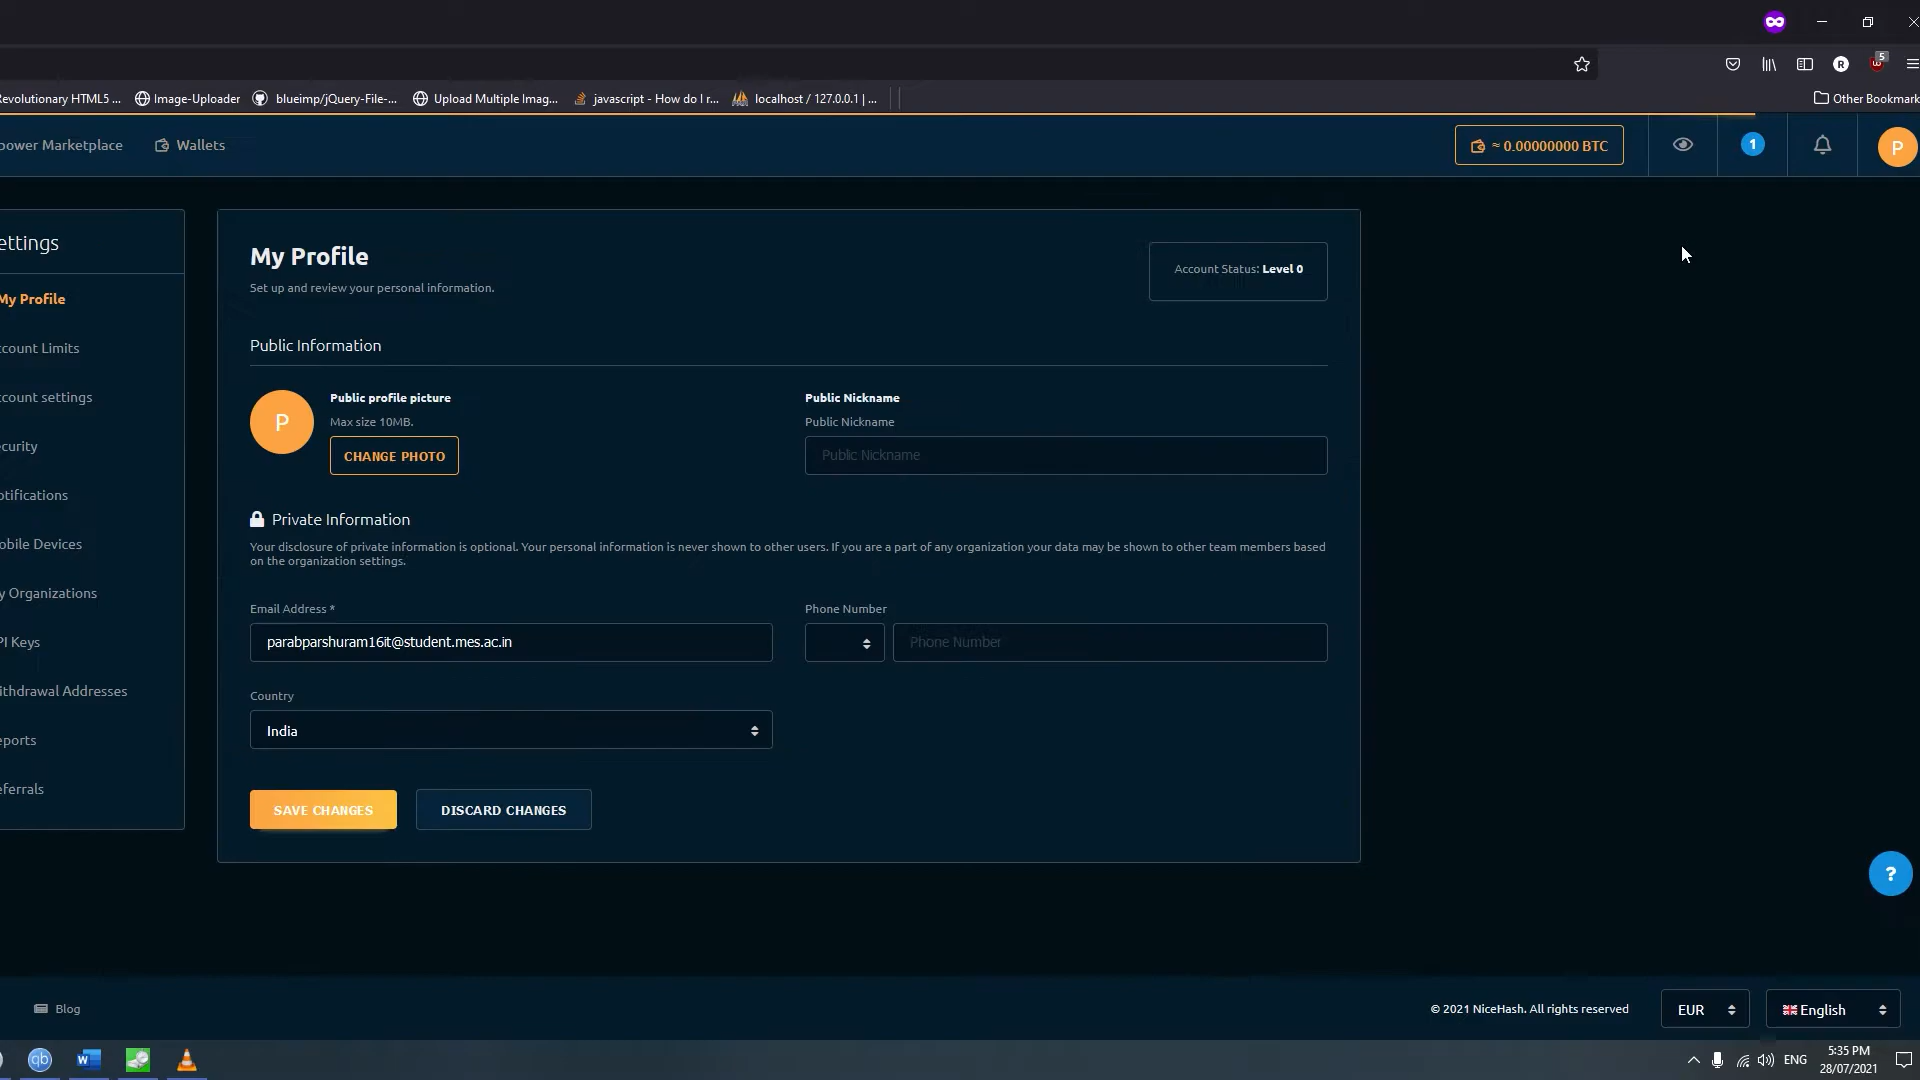 5
Revolutionary HTML5 ... Image-Uploader blueimp/jQuery-File-... Upload Multiple Imag... javascript - How do I r... localhost / 127.0.0.1 | ... Other Bookmark
power Marketplace Wallets ≈ 0.00000000 BTC 1 P
ettings
My Profile
ccount Limits
ccount settings
ecurity
otifications
obile Devices
y Organizations
PI Keys
ithdrawal Addresses
eports
eferrals
My Profile
Set up and review your personal information.
Account Status: Level 0
Public Information
P
Public profile picture
Max size 10MB.
CHANGE PHOTO
Public Nickname
Public Nickname
Public Nickname
Private Information
Your disclosure of private information is optional. Your personal information is never shown to other users. If you are a part of any organization your data may be shown to other team members based
on the organization settings.
Email Address *
parabparshuram16it@student.mes.ac.in
Phone Number
Phone Number
Country
India
SAVE CHANGES DISCARD CHANGES
?
Blog © 2021 NiceHash. All rights reserved EUR English
qb W ENG 5:35 PM
28/07/2021